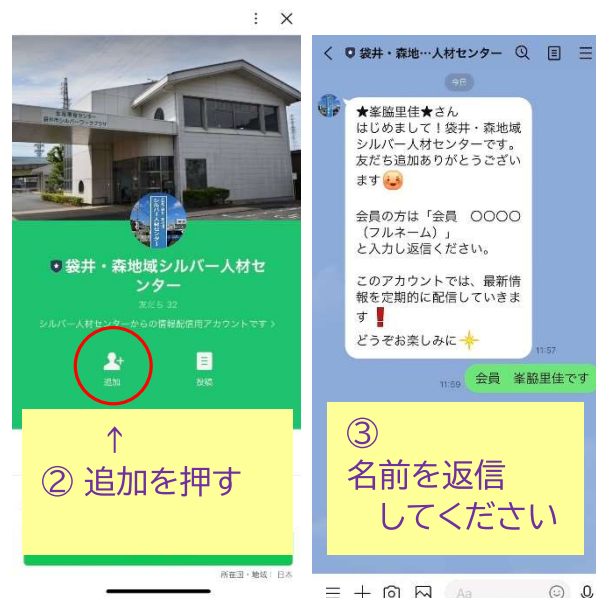 袋井・森地域シルバー人材セ
ンター
友だち 32
シルバー人材センターからの情報配信用アカウントです
追加
投稿
↑
② 追加を押す
所在国・地域： 日本
袋井・森地…人材センター
今日
★峯脇里佳★さん
はじめまして！袋井・森地域
シルバー人材センターです。
友だち追加ありがとうござい
ます
会員の方は「会員　〇〇〇〇
（フルネーム）」
と入力し返信ください。
このアカウントでは、最新情
報を定期的に配信していきま
す❗
どうぞお楽しみに
11:57
11:59
会員　峯脇里佳です
③
名前を返信
してください
Aa